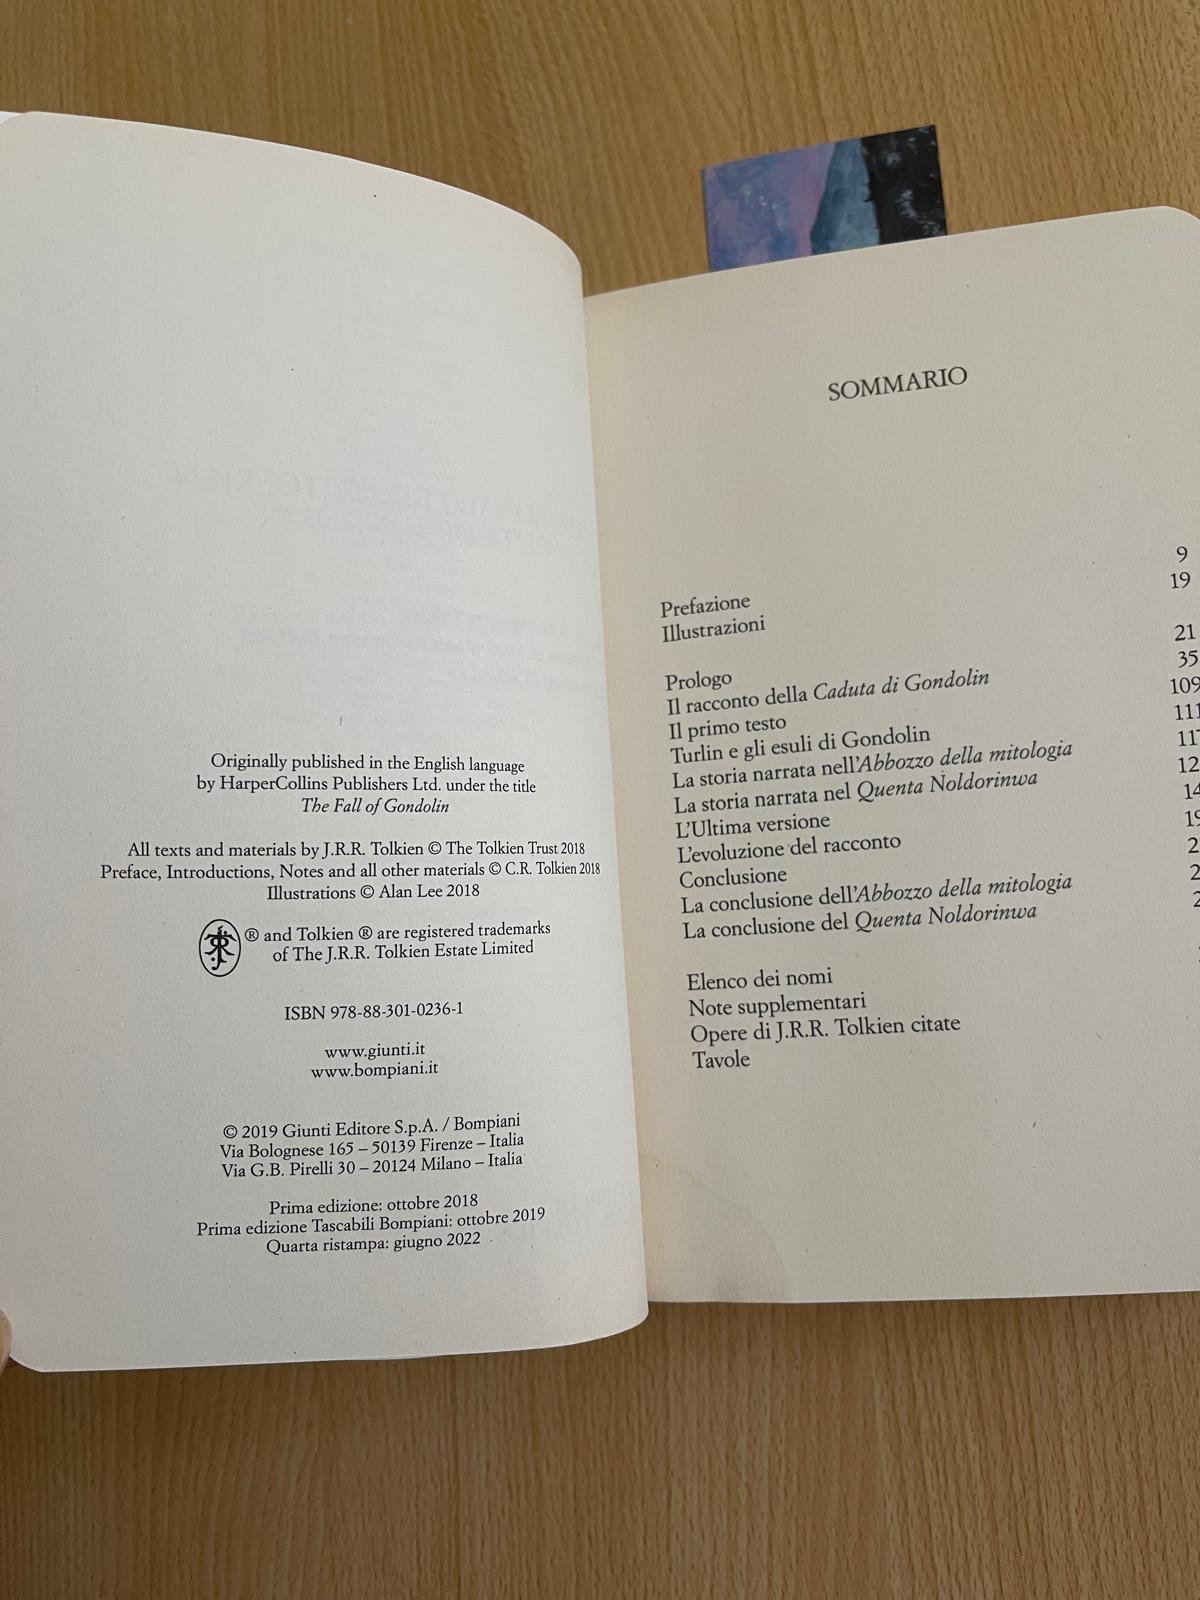 Originally published in the English language
by HarperCollins Publishers Ltd. under the title
The Fall of Gondolin
All texts and materials by J.R.R. Tolkien © The Tolkien Trust 2018
Preface, Introductions, Notes and all other materials © C.R. Tolkien 2018
Illustrations © Alan Lee 2018
® and Tolkien ® are registered trademarks
of The J.R.R. Tolkien Estate Limited
ISBN 978-88-301-0236-1
www.giunti.it
www.bompiani.it
© 2019 Giunti Editore S.p.A. / Bompiani
Via Bolognese 165 – 50139 Firenze – Italia
Via G.B. Pirelli 30 – 20124 Milano – Italia
Prima edizione: ottobre 2018
Prima edizione Tascabili Bompiani: ottobre 2019
Quarta ristampa: giugno 2022
SOMMARIO
Prefazione 9
Illustrazioni 19
Prologo 21
Il racconto della Caduta di Gondolin 35
Il primo testo 109
Turlin e gli esuli di Gondolin 111
La storia narrata nell'Abbozzo della mitologia
La storia narrata nel Quenta Noldorinwa
L'Ultima versione
L'evoluzione del racconto
Conclusione
La conclusione dell'Abbozzo della mitologia
La conclusione del Quenta Noldorinwa
Elenco dei nomi
Note supplementari
Opere di J.R.R. Tolkien citate
Tavole